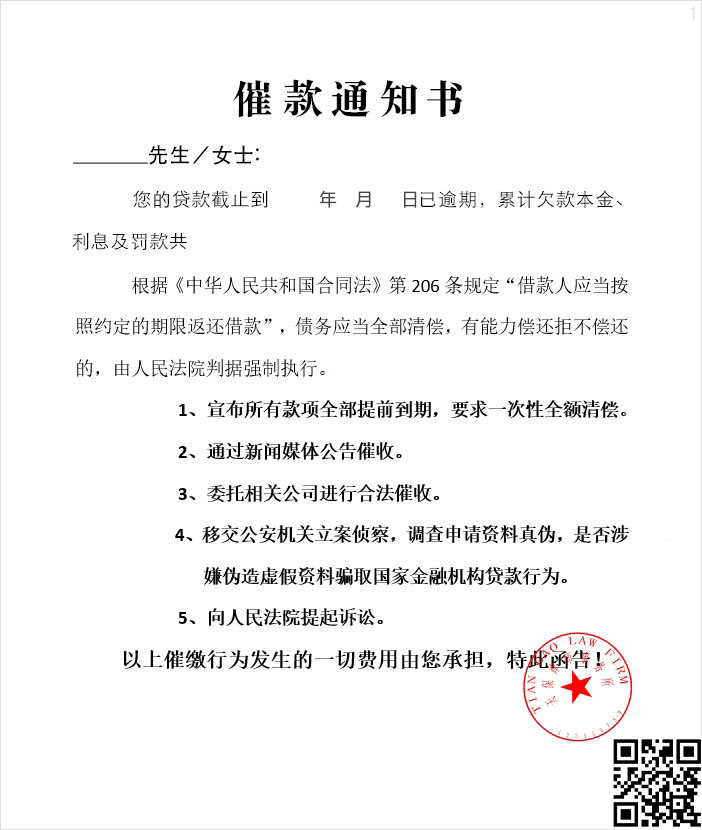 1
催款通知书
______先生／女士:
您的贷款截止到 年 月 日已逾期，累计欠款本金、
利息及罚款共
根据《中华人民共和国合同法》第 206 条规定“借款人应当按
照约定的期限返还借款”，债务应当全部清偿，有能力偿还拒不偿还
的，由人民法院判据强制执行。
1、宣布所有款项全部提前到期，要求一次性全额清偿。
2、通过新闻媒体公告催收。
3、委托相关公司进行合法催收。
4、移交公安机关立案侦察，调查申请资料真伪，是否涉
嫌伪造虚假资料骗取国家金融机构贷款行为。
5、向人民法院提起诉讼。
以上催缴行为发生的一切费用由您承担，特此函告！
TIAN BAO LAW FIRM